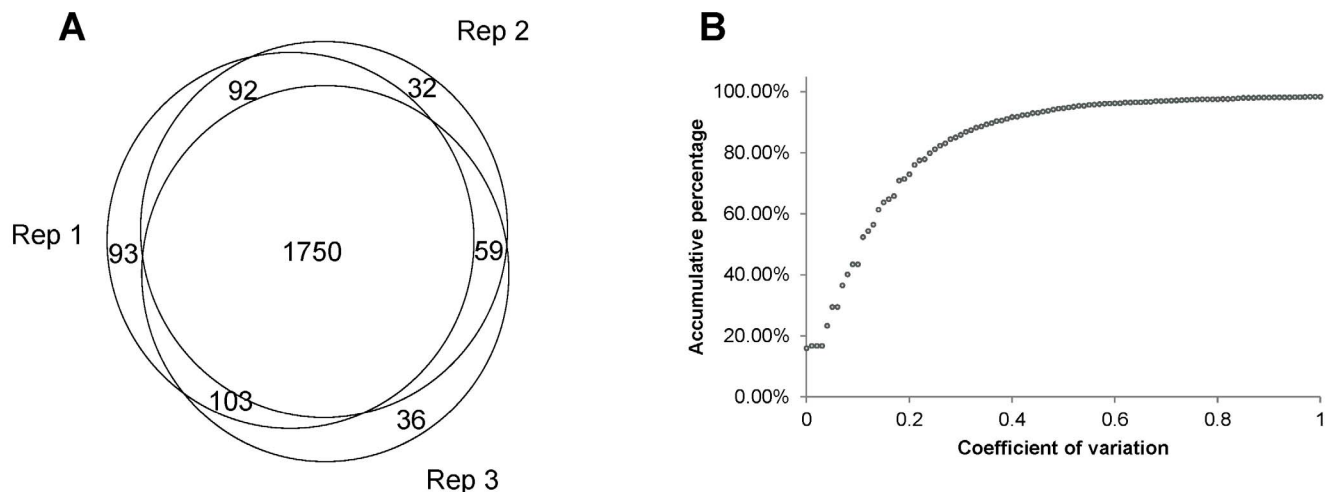 A
Rep 2
92
32
Rep 1
93
1750
59
103
36
Rep 3
B
Accumulative percentage
100.00%
80.00%
60.00%
40.00%
20.00%
0.00%
0 0.2 0.4 0.6 0.8 1
Coefficient of variation